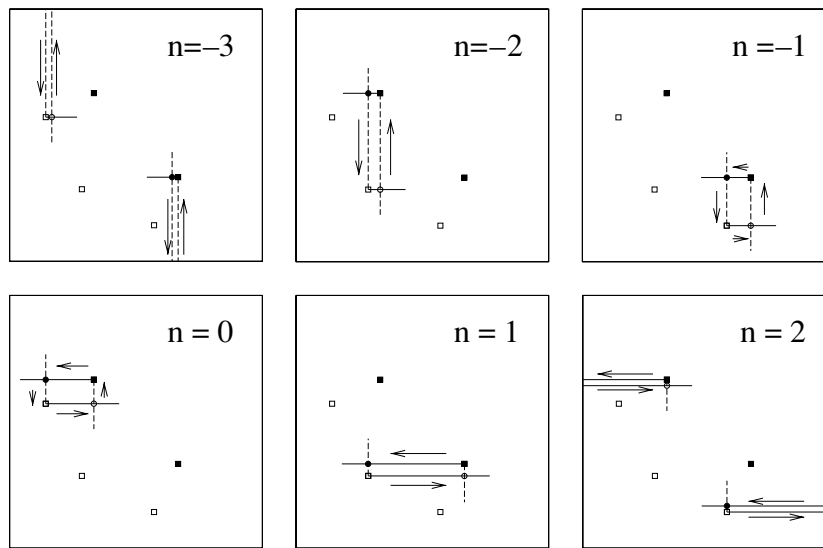 n=–3
n=–2
n =–1
n = 0
n = 1
n = 2